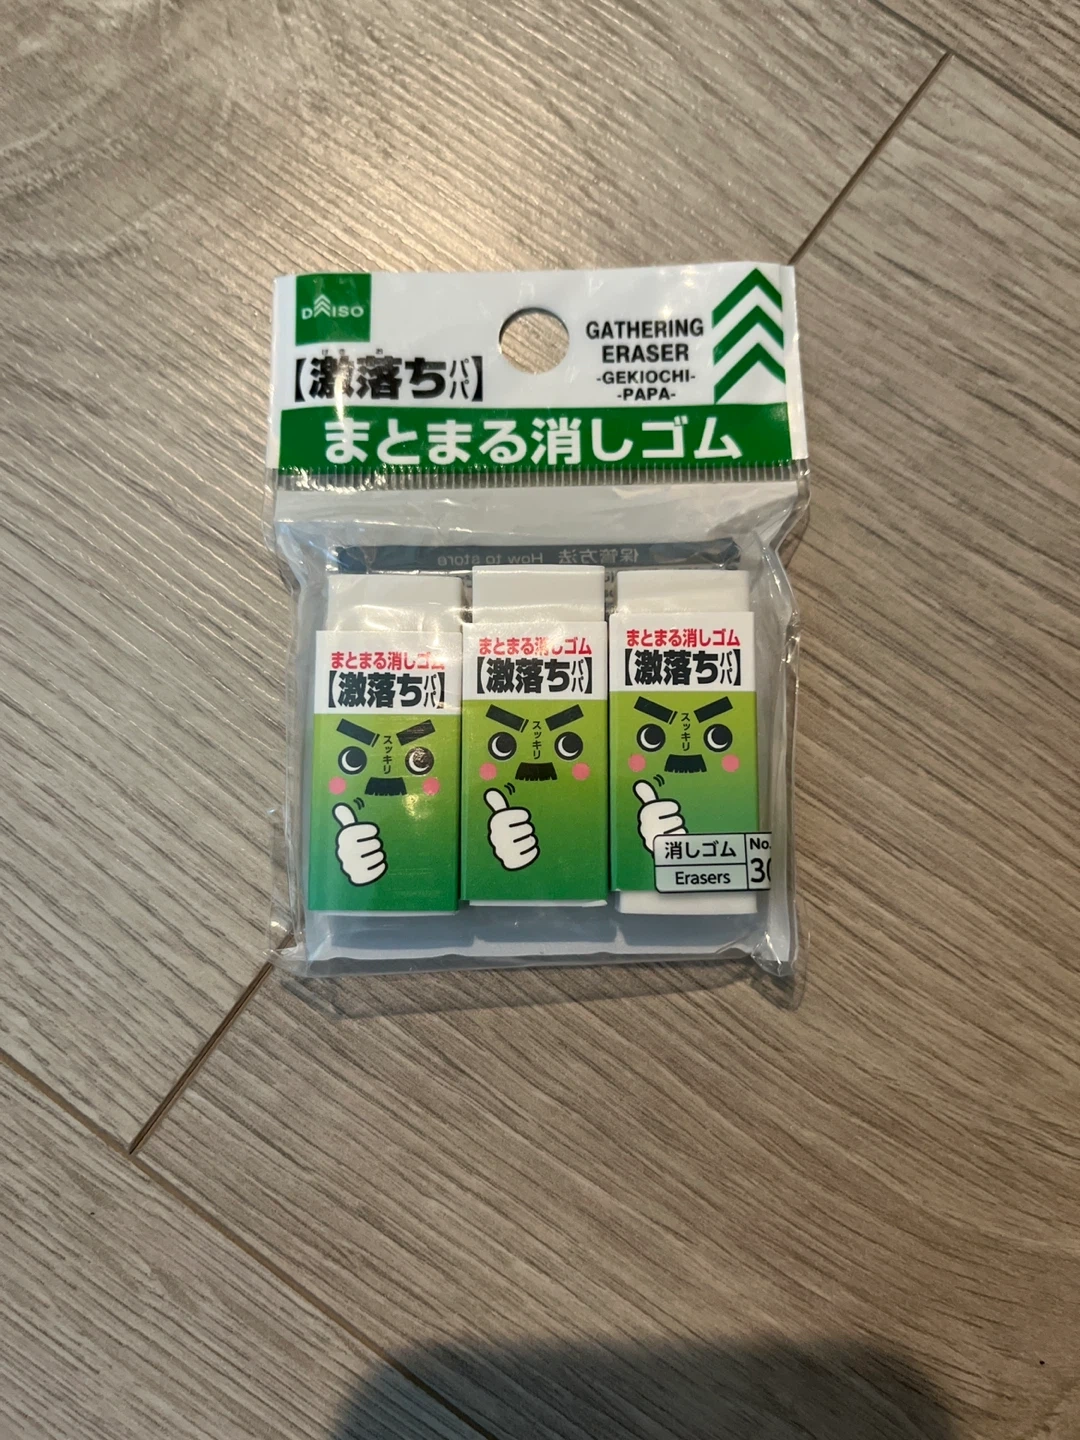 DAISO
【激落ちパパ】
GATHERING
ERASER
-GEKIOCHI-
-PAPA-
まとまる消しゴム
保管方法 How to store
まとまる消しゴム
【激落ちパパ】
スッキリ
まとまる消しゴム
【激落ちパパ】
スッキリ
まとまる消しゴム
【激落ちパパ】
スッキリ
消しゴム
Erasers
No.